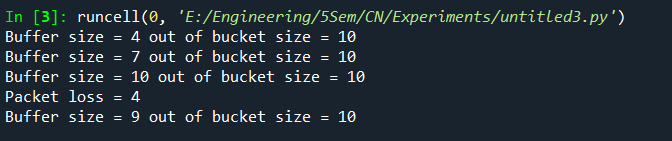 In [3]: runcell(0, 'E:/Engineering/5Sem/CN/Experiments/untitled3.py')
Buffer size = 4 out of bucket size = 10
Buffer size = 7 out of bucket size = 10
Buffer size = 10 out of bucket size = 10
Packet loss = 4
Buffer size = 9 out of bucket size = 10